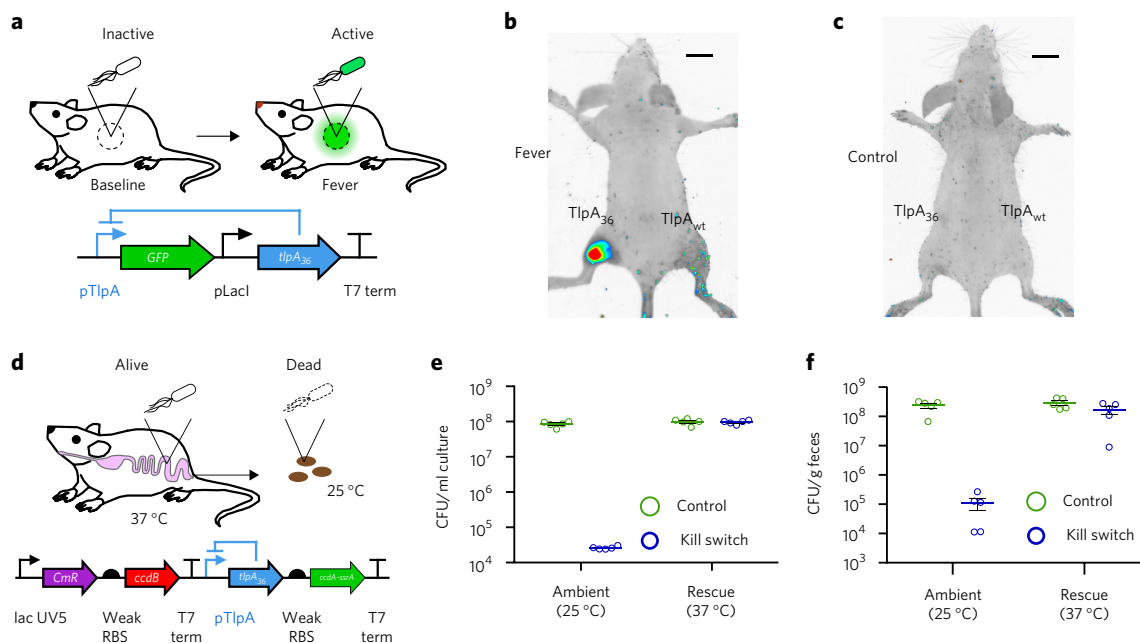 a
Inactive
Active
Baseline
Fever
GFP
tlpA36
pTlpA
pLacI
T7 term
b
Fever
TlpA36
TlpAwt
c
Control
TlpA36
TlpAwt
d
Alive
Dead
25 °C
37 °C
CmR
ccdB
tlpA36
ccdA-ssrA
lac UV5
Weak
RBS
T7
term
pTlpA
Weak
RBS
T7
term
e
CFU/ml culture
10⁹
10⁸
10⁷
10⁶
10⁵
10⁴
Control
Kill switch
Ambient
(25 °C)
Rescue
(37 °C)
f
CFU/g feces
10⁹
10⁸
10⁷
10⁶
10⁵
10⁴
10³
Control
Kill switch
Ambient
(25 °C)
Rescue
(37 °C)